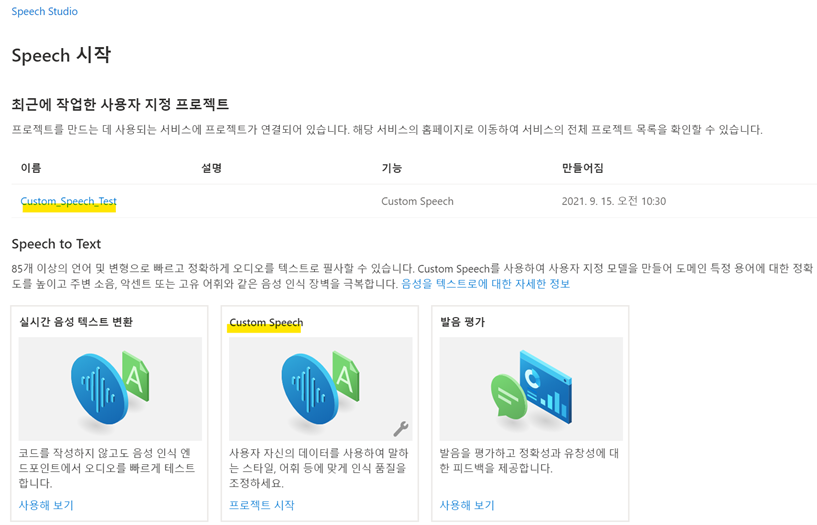 Speech Studio
Speech 시작
최근에 작업한 사용자 지정 프로젝트
프로젝트를 만드는 데 사용되는 서비스에 프로젝트가 연결되어 있습니다. 해당 서비스의 홈페이지로 이동하여 서비스의 전체 프로젝트 목록을 확인할 수 있습니다.
이름 설명 기능 만들어짐
Custom_Speech_Test Custom Speech 2021. 9. 15. 오전 10:30
Speech to Text
85개 이상의 언어 및 변형으로 빠르고 정확하게 오디오를 텍스트로 필사할 수 있습니다. Custom Speech를 사용하여 사용자 지정 모델을 만들어 도메인 특정 용어에 대한 정확
도를 높이고 주변 소음, 악센트 또는 고유 어휘와 같은 음성 인식 장벽을 극복합니다. 음성을 텍스트로에 대한 자세한 정보
실시간 음성 텍스트 변환
A
코드를 작성하지 않고도 음성 인식 엔
드포인트에서 오디오를 빠르게 테스트
합니다.
사용해 보기
Custom Speech
A
사용자 자신의 데이터를 사용하여 말하
는 스타일, 어휘 등에 맞게 인식 품질을
조정하세요.
프로젝트 시작
발음 평가
발음을 평가하고 정확성과 유창성에 대
한 피드백을 제공합니다.
사용해 보기